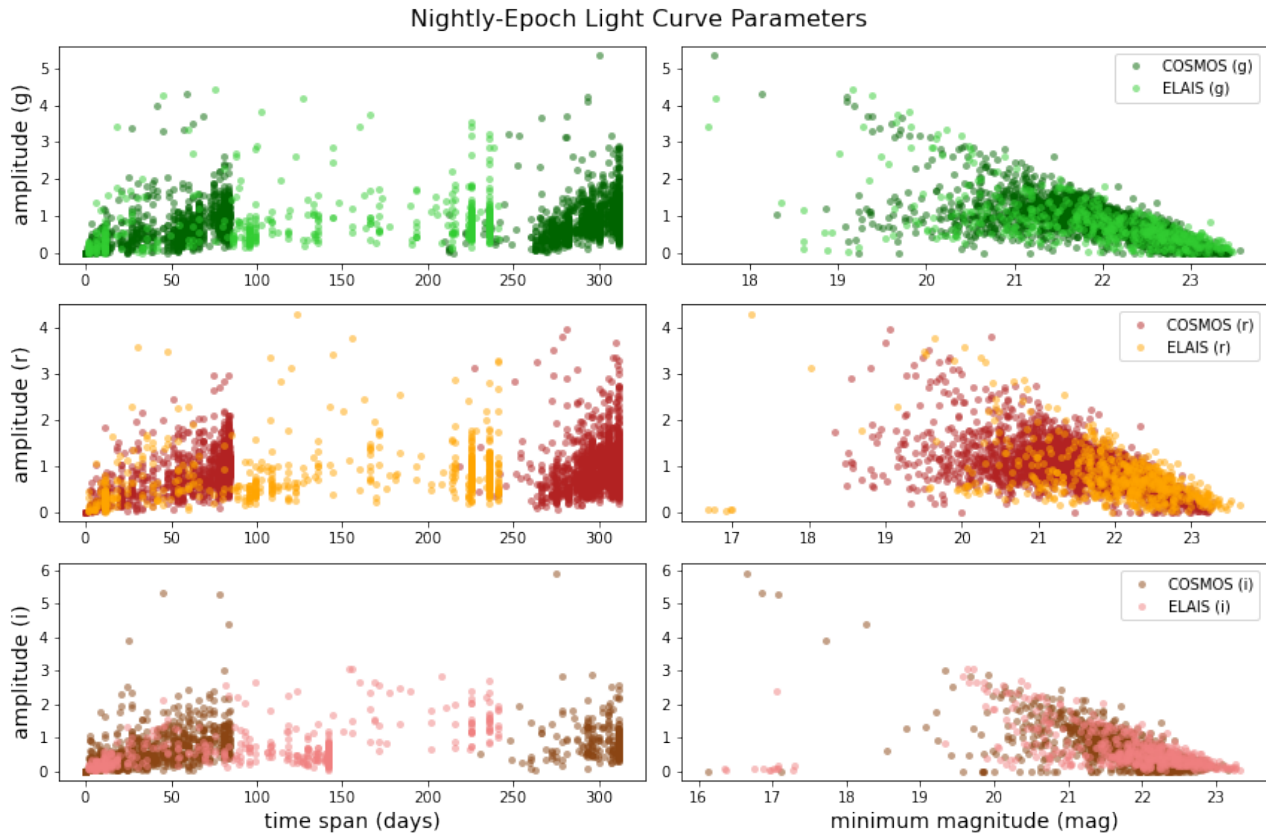 Nightly-Epoch Light Curve Parameters
amplitude (g)
5
4
3
2
1
0
0 50 100 150 200 250 300
COSMOS (g)
ELAIS (g)
18 19 20 21 22 23
amplitude (r)
4
3
2
1
0
0 50 100 150 200 250 300
COSMOS (r)
ELAIS (r)
17 18 19 20 21 22 23
amplitude (i)
6
5
4
3
2
1
0
0 50 100 150 200 250 300
time span (days)
COSMOS (i)
ELAIS (i)
16 17 18 19 20 21 22 23
minimum magnitude (mag)